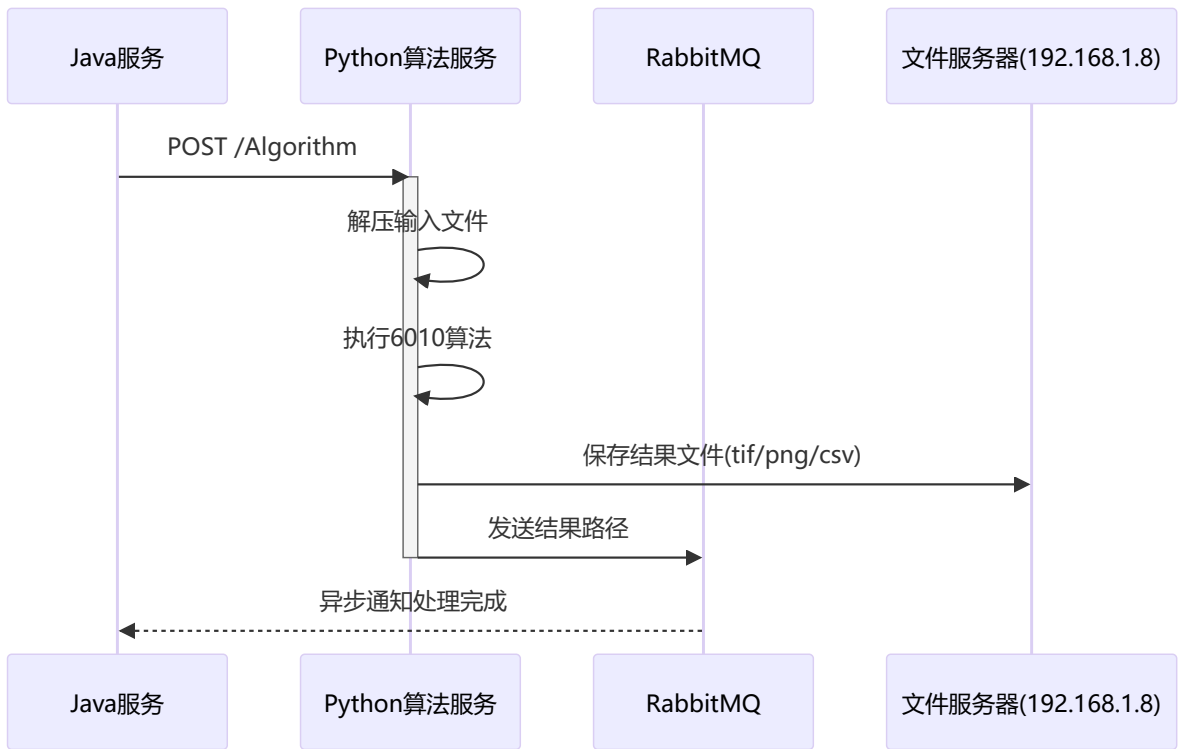 Java服务
Python算法服务
RabbitMQ
文件服务器(192.168.1.8)
POST /Algorithm
解压输入文件
执行6010算法
保存结果文件(tif/png/csv)
发送结果路径
异步通知处理完成
Java服务
Python算法服务
RabbitMQ
文件服务器(192.168.1.8)